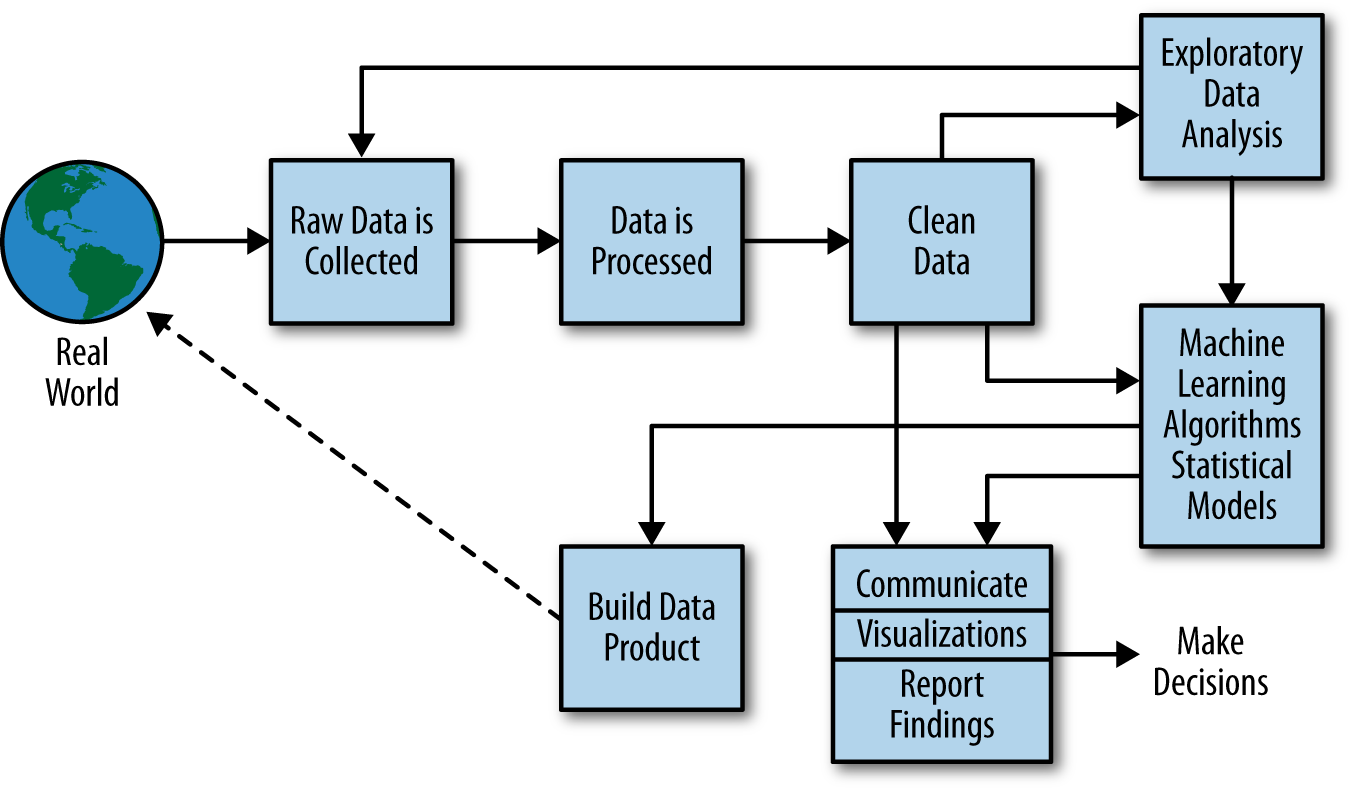 Exploratory
Data
Analysis
Raw Data is
Collected
Data is
Processed
Clean
Data
Real
World
Machine
Learning
Algorithms
Statistical
Models
Build Data
Product
Communicate
Visualizations
Report
Findings
Make
Decisions